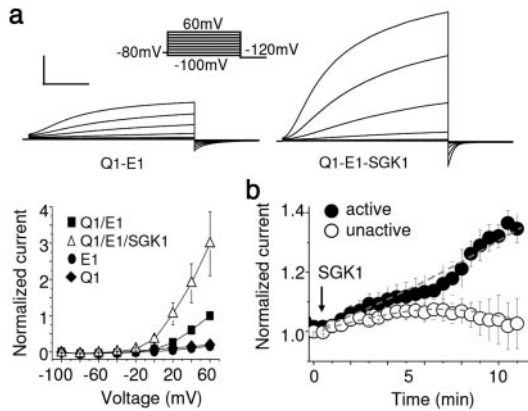 a
60mV
-80mV
-120mV
-100mV
Q1-E1
Q1-E1-SGK1
Normalized current
4
3
2
1
0
Q1/E1
Q1/E1/SGK1
E1
Q1
-100
-60
-20
20
60
Voltage (mV)
b
Normalized current
1.4
1.2
1.0
active
unactive
SGK1
0
5
10
Time (min)